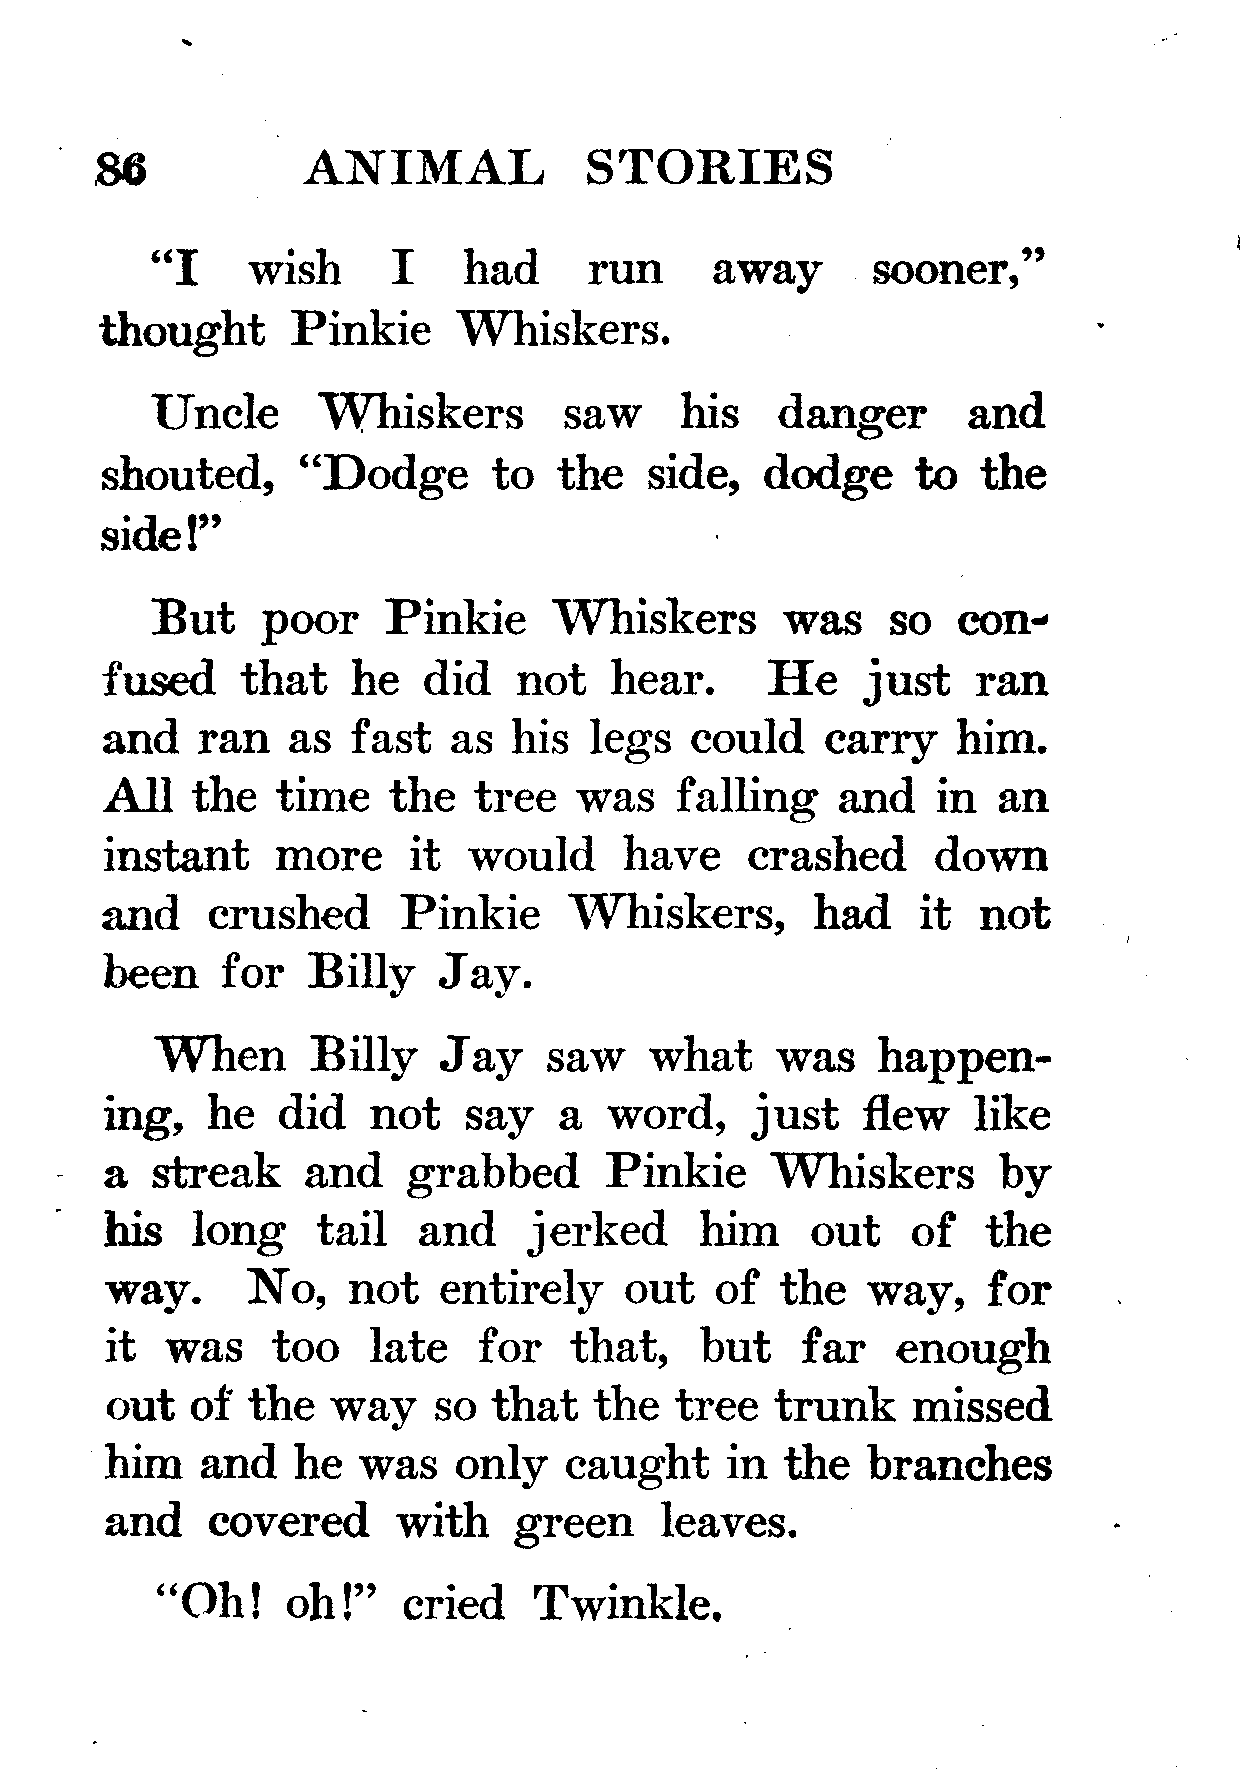 86 ANIMAL STORIES
“I wish I had run away sooner,”
thought Pinkie Whiskers.
Uncle Whiskers saw his danger and
shouted, “Dodge to the side, dodge to the
side!”
But poor Pinkie Whiskers was so con-
fused that he did not hear. He just ran
and ran as fast as his legs could carry him.
All the time the tree was falling and in an
instant more it would have crashed down
and crushed Pinkie Whiskers, had it not
been for Billy Jay.
When Billy Jay saw what was happen-
ing, he did not say a word, just flew like
a streak and grabbed Pinkie Whiskers by
his long tail and jerked him out of the
way. No, not entirely out of the way, for
it was too late for that, but far enough
out of the way so that the tree trunk missed
him and he was only caught in the branches
and covered with green leaves.
“Oh! oh!” cried Twinkle.